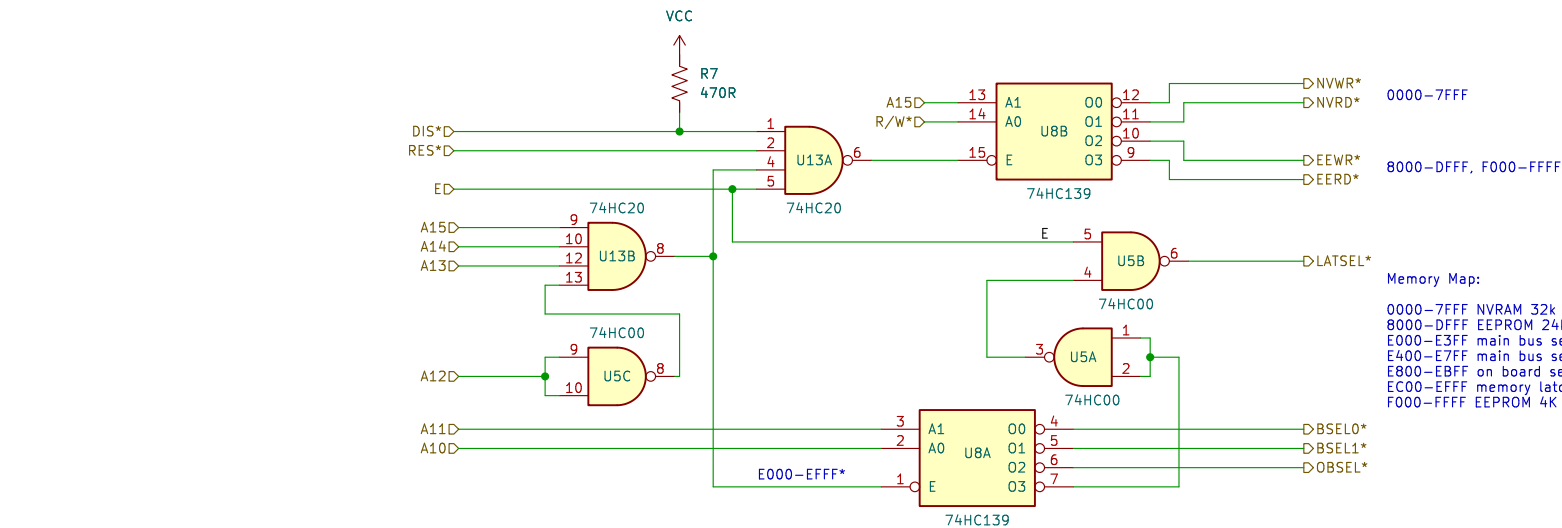 VCC
R7
470R
DIS*
RES*
E
1
2
4
5
U13A
6
74HC20
A15
R/W*
13
14
15
A1
A0
E
U8B
O0
O1
O2
O3
12
11
10
9
74HC139
NVWR*
NVRD*
EEWR*
EERD*
0000-7FFF
8000-DFFF, F000-FFFF
74HC20
A15
A14
A13
9
10
12
13
U13B
8
E
5
4
U5B
6
74HC00
LATSEL*
74HC00
A12
9
10
U5C
8
3
U5A
1
2
74HC00
Memory Map:
0000-7FFF NVRAM 32k
8000-DFFF EEPROM
E000-E3FF main bus
E400-E7FF main bus
E800-EBFF on board
EC00-EFFF memory
F000-FFFF EEPROM 4K
A11
A10
E000-EFFF*
3
2
1
A1
A0
E
U8A
O0
O1
O2
O3
4
5
6
7
74HC139
BSEL0*
BSEL1*
OBSEL*